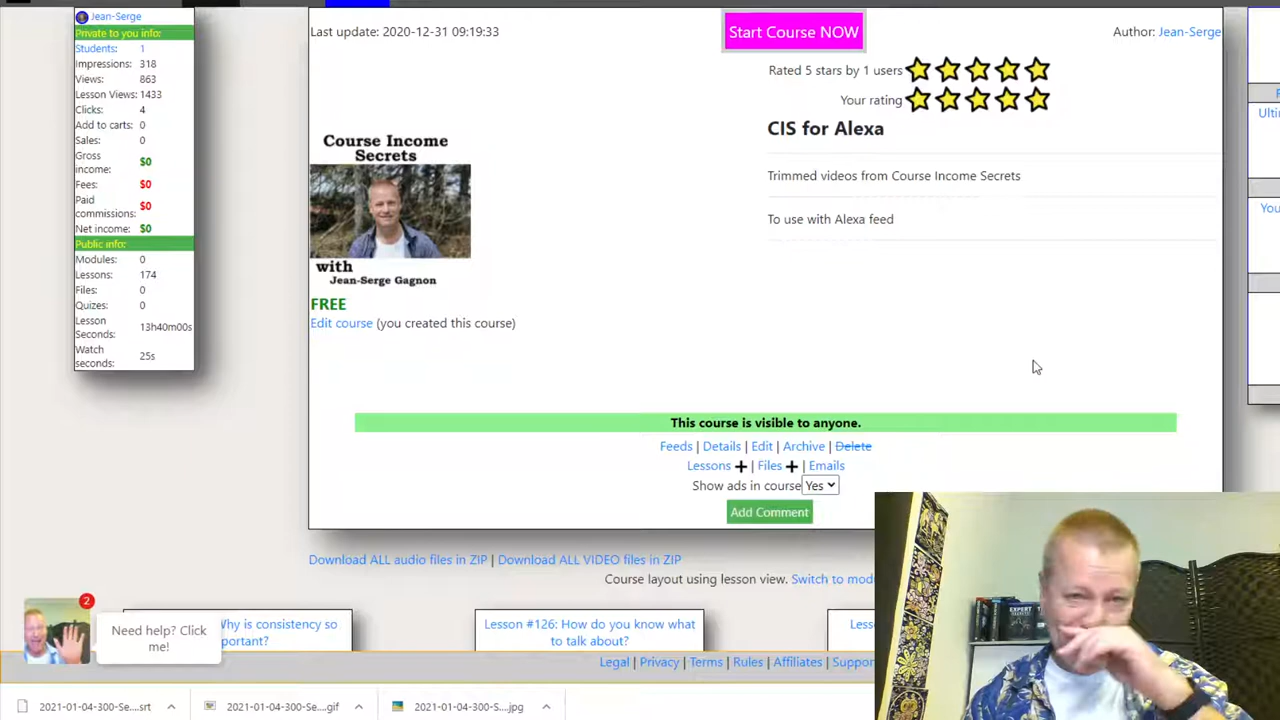 Jean-Serge
Private to you info:
Students: 1
Impressions: 318
Views: 863
Lesson Views: 1433
Clicks: 4
Add to carts: 0
Sales: 0
Gross
income: $0
Fees: $0
Paid
commissions: $0
Net income: $0
Public info:
Modules: 0
Lessons: 174
Files: 0
Quizes: 0
Lesson
Seconds: 13h40m00s
Watch
seconds: 25s
Last update: 2020-12-31 09:19:33
Start Course NOW
Author: Jean-Serge
Rated 5 stars by 1 users
Your rating
CIS for Alexa
Trimmed videos from Course Income Secrets
To use with Alexa feed
Course Income
Secrets
with
Jean-Serge Gagnon
FREE
Edit course (you created this course)
This course is visible to anyone.
Feeds | Details | Edit | Archive | Delete
Lessons + | Files + | Emails
Show ads in course Yes
Add Comment
Download ALL audio files in ZIP | Download ALL VIDEO files in ZIP
Course layout using lesson view. Switch to mod
Why is consistency so
portant?
Lesson #126: How do you know what
to talk about?
Less
2
Need help? Click
me!
Legal | Privacy | Terms | Rules | Affiliates | Suppor
2021-01-04-300-Se....srt
2021-01-04-300-Se....gif
2021-01-04-300-S....jpg
Ulti
You
EXPERT